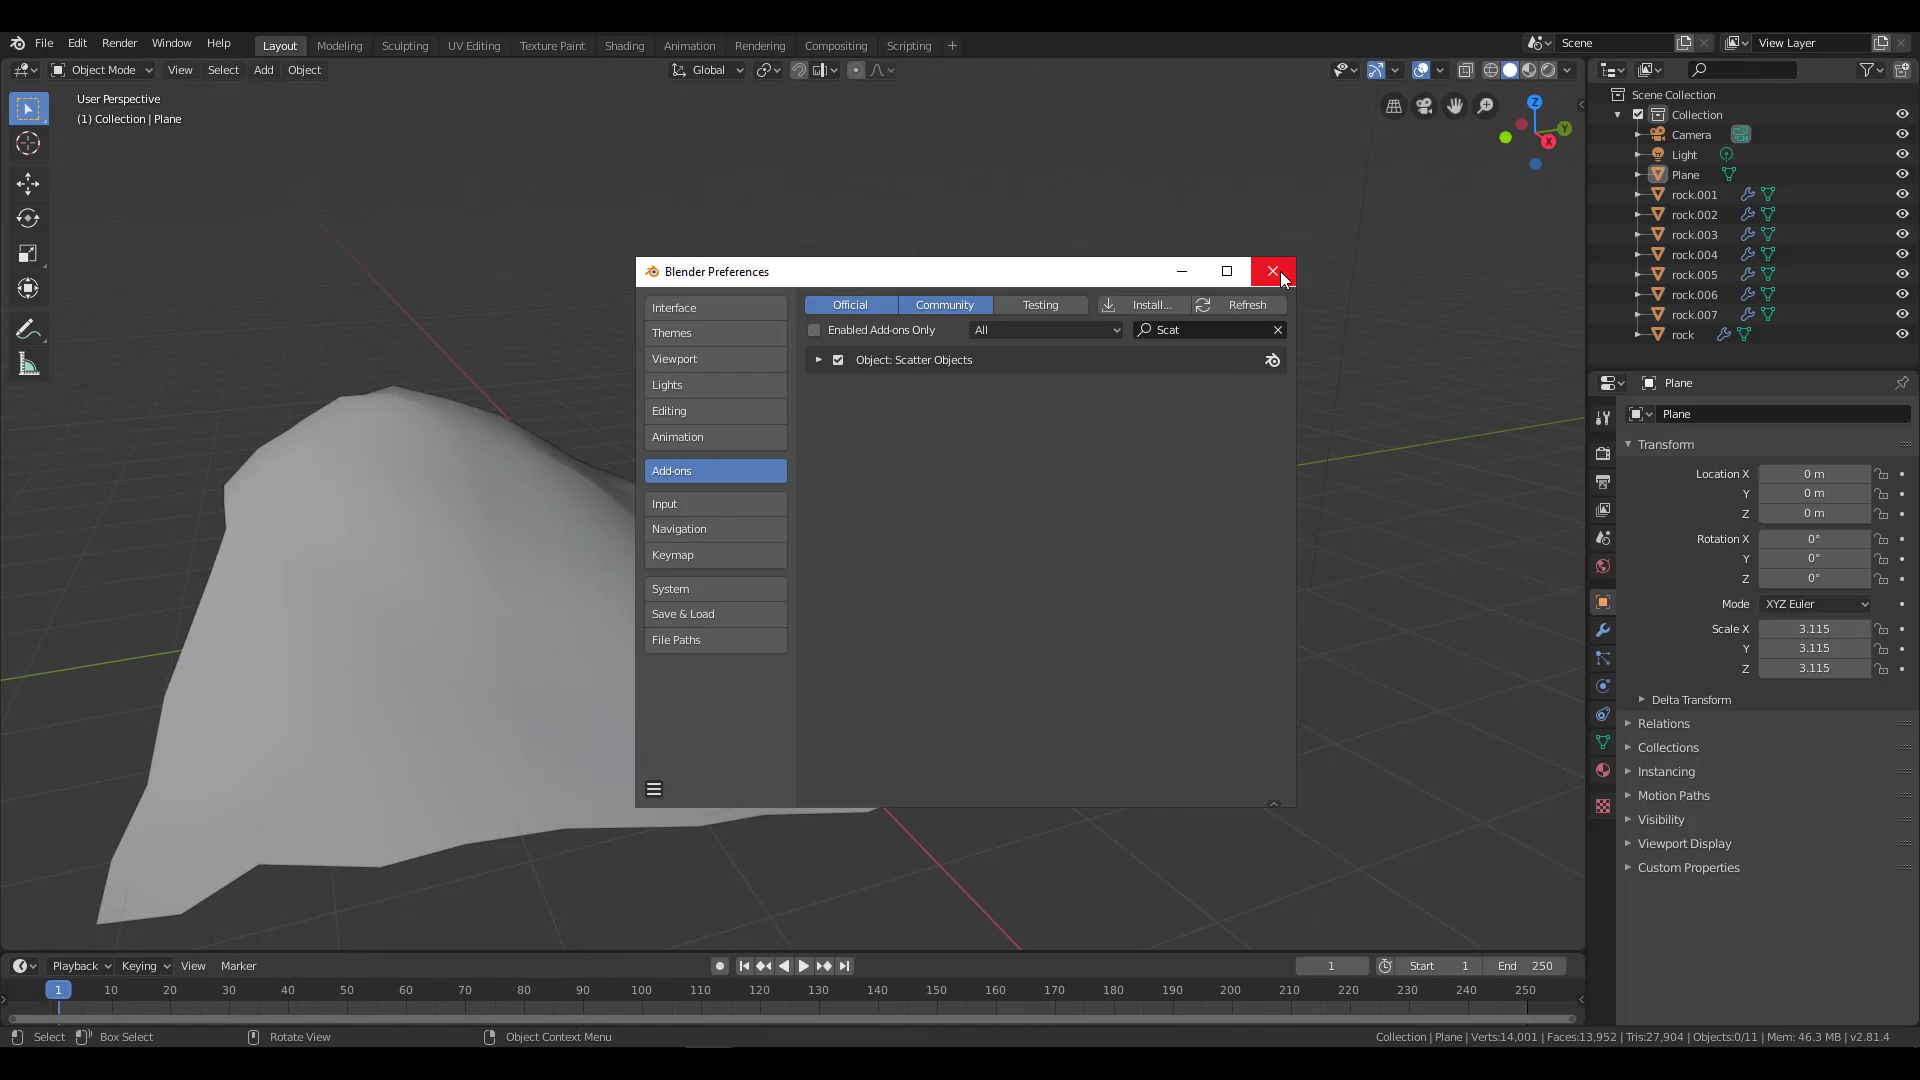 File Edit Render Window Help Layout Modeling Sculpting UV Editing Texture Paint Shading Animation Rendering Compositing Scripting + Scene View Layer
Object Mode View Select Add Object Global
User Perspective
(1) Collection | Plane
Z
Y
X
Scene Collection
Collection
Camera
Light
Plane
rock.001
rock.002
rock.003
rock.004
rock.005
rock.006
rock.007
rock
Blender Preferences
Interface
Themes
Viewport
Lights
Editing
Animation
Add-ons
Input
Navigation
Keymap
System
Save & Load
File Paths
Official Community Testing Install... Refresh
Enabled Add-ons Only All Scat
Object: Scatter Objects
Plane
Plane
Transform
Location X 0 m
Y 0 m
Z 0 m
Rotation X 0°
Y 0°
Z 0°
Mode XYZ Euler
Scale X 3.115
Y 3.115
Z 3.115
Delta Transform
Relations
Collections
Instancing
Motion Paths
Visibility
Viewport Display
Custom Properties
Playback Keying View Marker 1 Start 1 End 250
1 10 20 30 40 50 60 70 80 90 100 110 120 130 140 150 160 170 180 190 200 210 220 230 240 250
Select Box Select Rotate View Object Context Menu Collection | Plane | Verts:14,001 | Faces:13,952 | Tris:27,904 | Objects:0/11 | Mem: 46.3 MB | v2.81.4